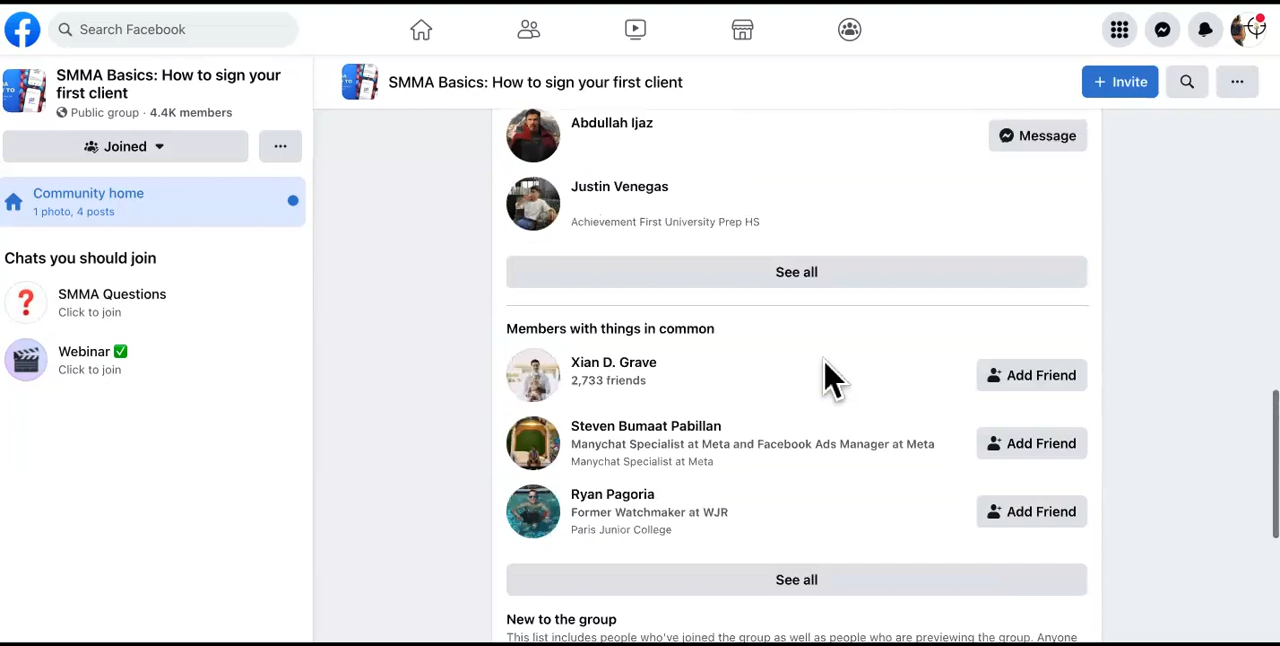 Search Facebook
SMMA Basics: How to sign your
first client
Public group · 4.4K members
Joined
Community home
1 photo, 4 posts
Chats you should join
SMMA Questions
Click to join
Webinar ✅
Click to join
SMMA Basics: How to sign your first client
+ Invite
Abdullah Ijaz
Message
Justin Venegas
Achievement First University Prep HS
See all
Members with things in common
Xian D. Grave
2,733 friends
Add Friend
Steven Bumaat Pabillan
Manychat Specialist at Meta and Facebook Ads Manager at Meta
Manychat Specialist at Meta
Add Friend
Ryan Pagoria
Former Watchmaker at WJR
Paris Junior College
Add Friend
See all
New to the group
This list includes people who've joined the group as well as people who are previewing the group. Anyone